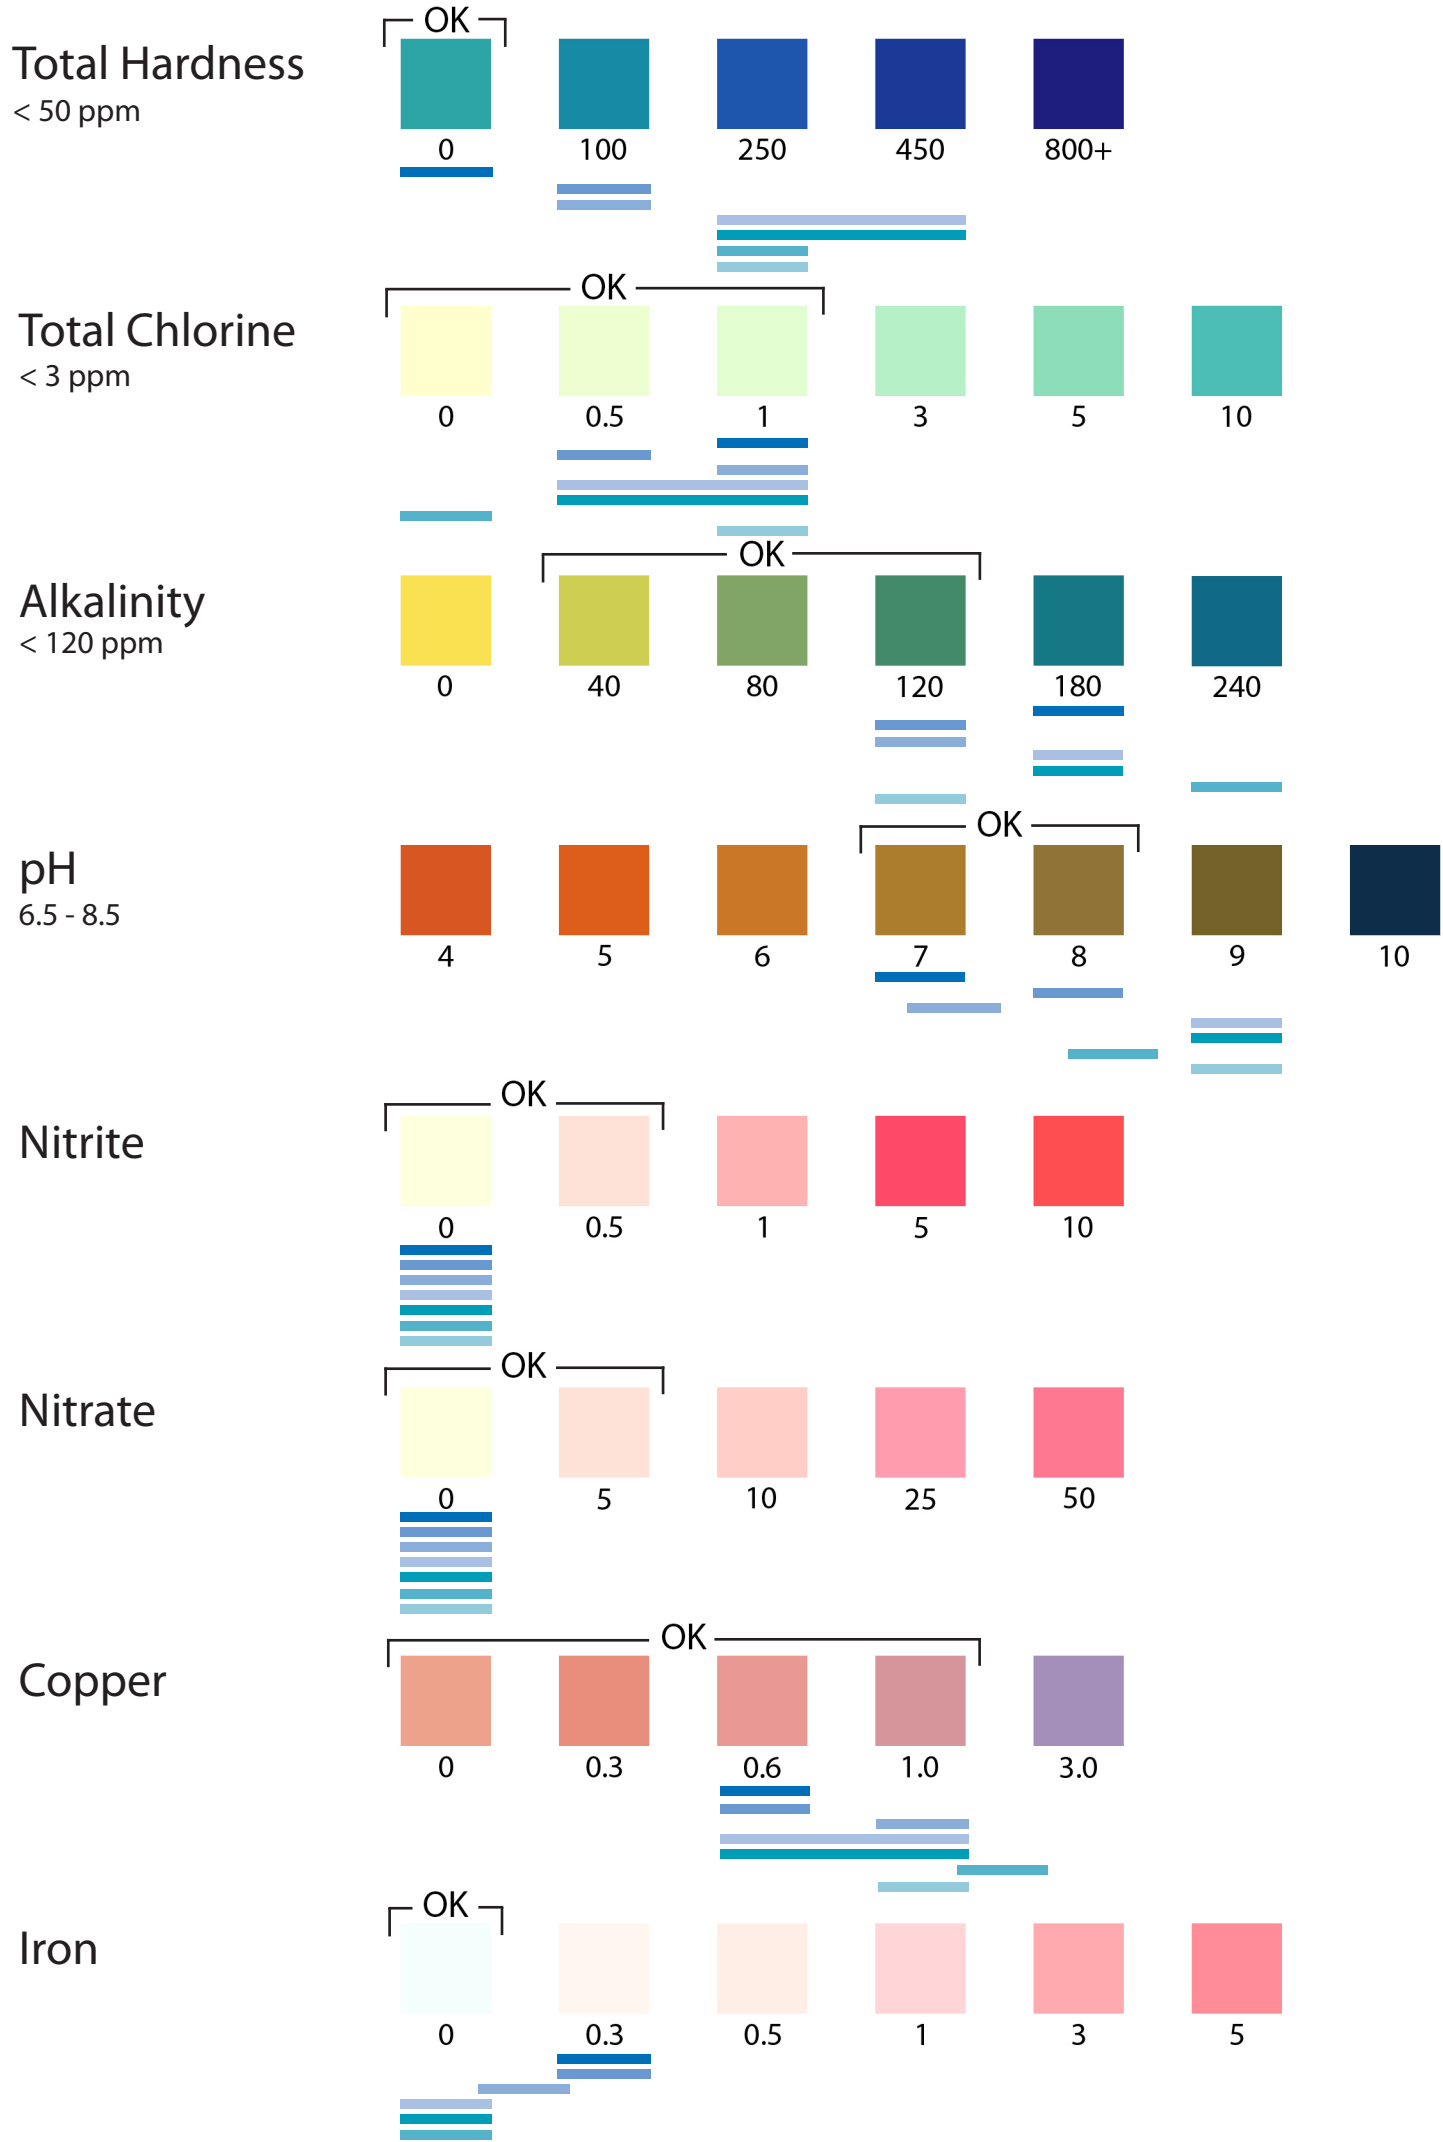 OK
Total Hardness
< 50 ppm
0 100 250 450 800+
OK
Total Chlorine
< 3 ppm
0 0.5 1 3 5 10
OK
Alkalinity
< 120 ppm
0 40 80 120 180 240
OK
pH
6.5 - 8.5
4 5 6 7 8 9 10
OK
Nitrite
0 0.5 1 5 10
OK
Nitrate
0 5 10 25 50
OK
Copper
0 0.3 0.6 1.0 3.0
OK
Iron
0 0.3 0.5 1 3 5